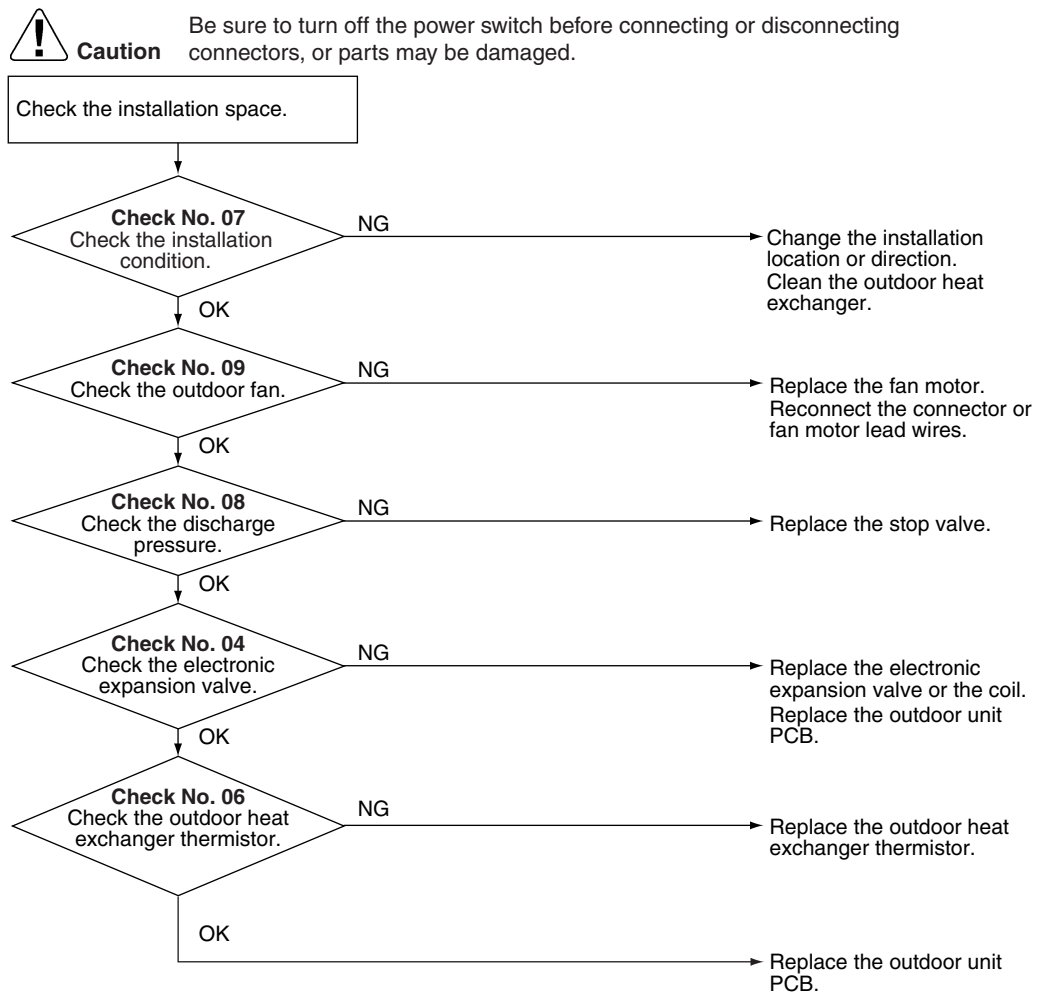 Be sure to turn off the power switch before connecting or disconnecting
Caution connectors, or parts may be damaged.
Check the installation space.
Check No. 07
Check the installation
condition.
NG
Change the installation
location or direction.
Clean the outdoor heat
exchanger.
OK
Check No. 09
Check the outdoor fan.
NG
Replace the fan motor.
Reconnect the connector or
fan motor lead wires.
OK
Check No. 08
Check the discharge
pressure.
NG
Replace the stop valve.
OK
Check No. 04
Check the electronic
expansion valve.
NG
Replace the electronic
expansion valve or the coil.
Replace the outdoor unit
PCB.
OK
Check No. 06
Check the outdoor heat
exchanger thermistor.
NG
Replace the outdoor heat
exchanger thermistor.
OK
Replace the outdoor unit
PCB.